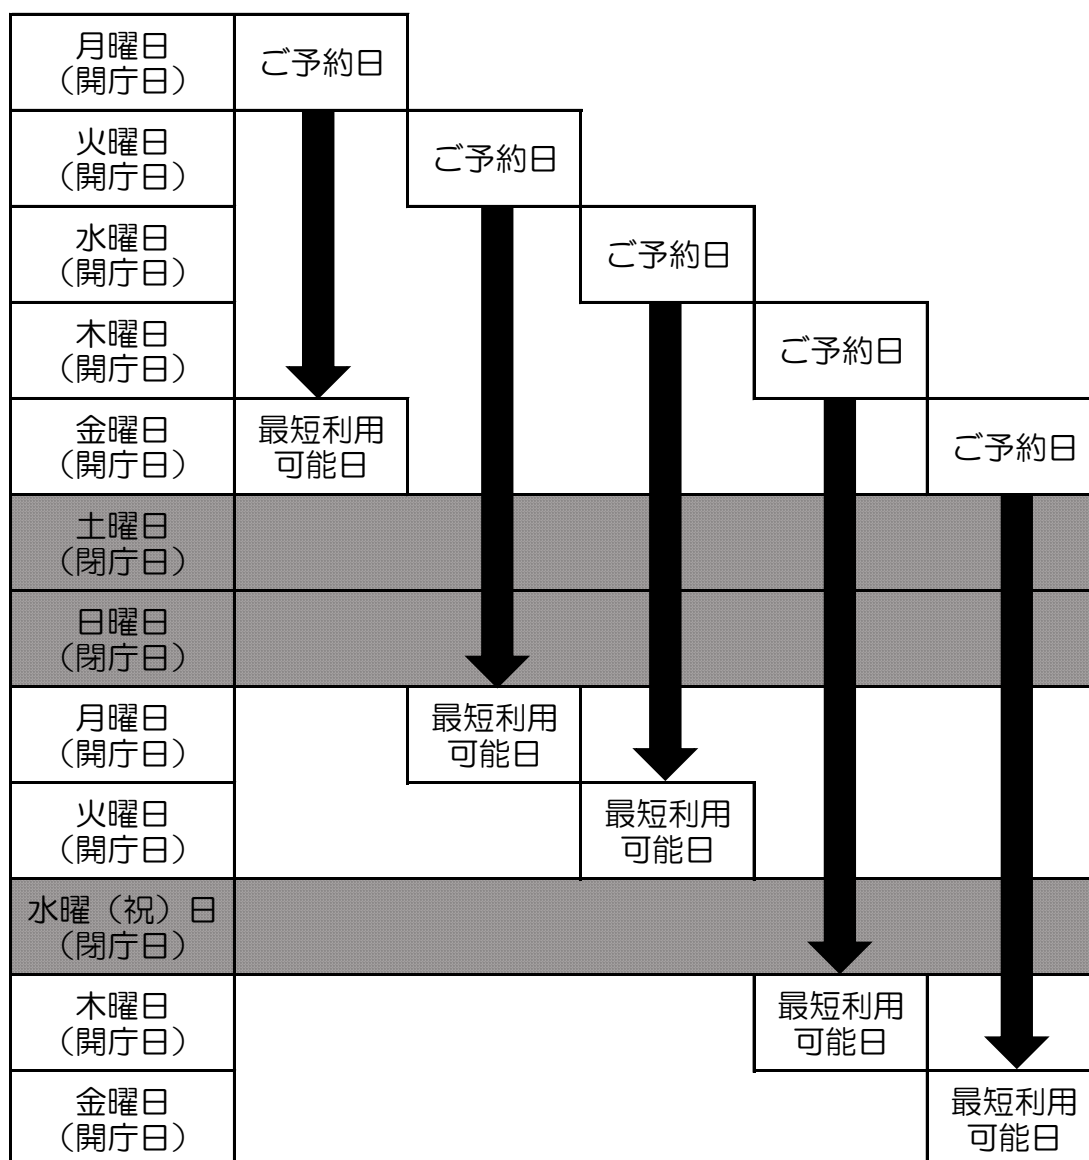 月曜日
(開庁日)
ご予約日
火曜日
(開庁日)
ご予約日
水曜日
(開庁日)
ご予約日
木曜日
(開庁日)
ご予約日
金曜日
(開庁日)
最短利用
可能日
ご予約日
土曜日
(閉庁日)
日曜日
(閉庁日)
月曜日
(開庁日)
最短利用
可能日
火曜日
(開庁日)
最短利用
可能日
水曜(祝)日
(閉庁日)
木曜日
(開庁日)
最短利用
可能日
金曜日
(開庁日)
最短利用
可能日